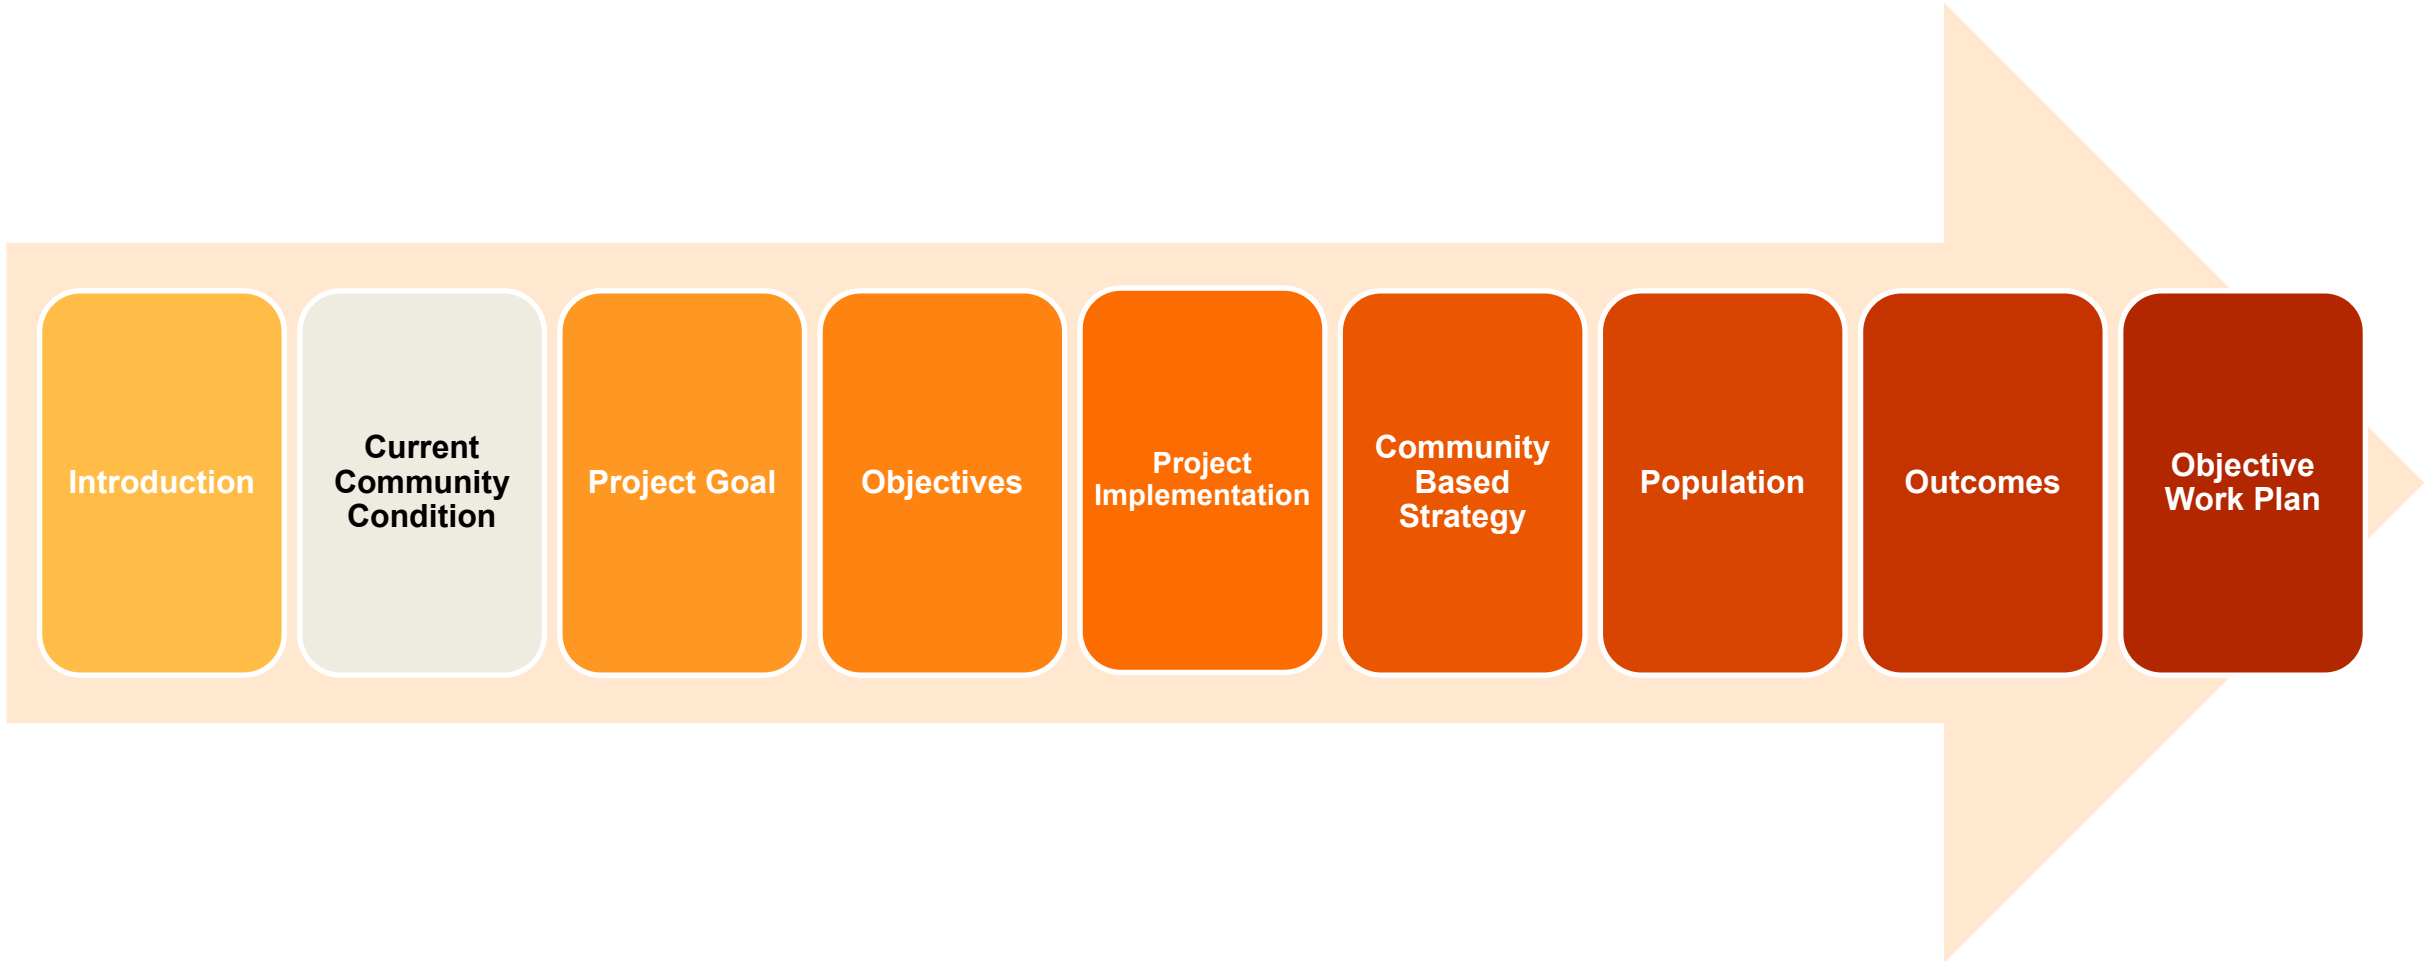 Introduction
Current
Community
Condition
Project Goal
Objectives
Project
Implementation
Community
Based
Strategy
Population
Outcomes
Objective
Work Plan